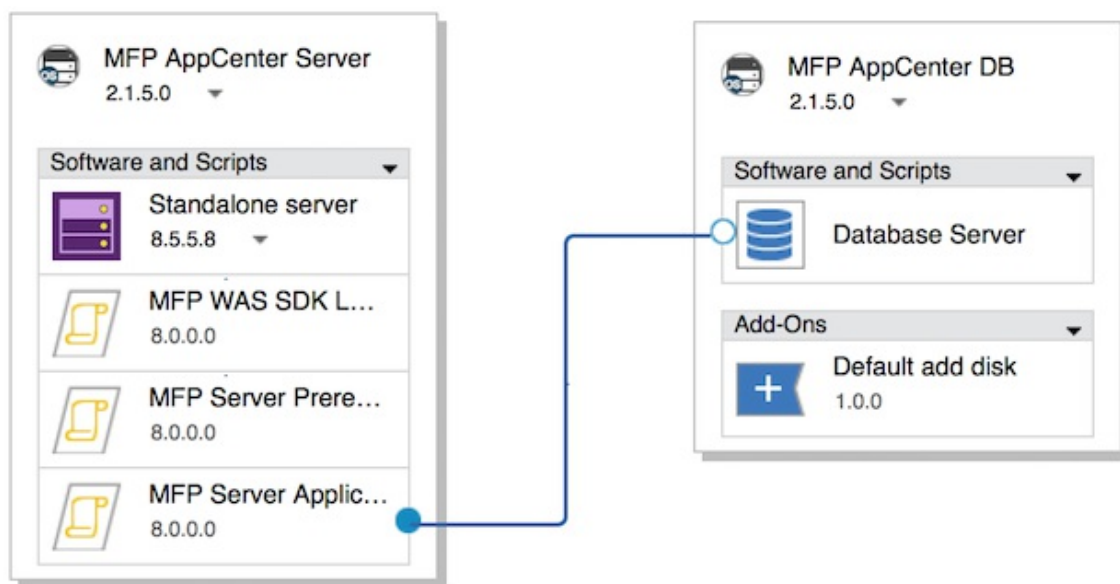 MFP AppCenter Server
2.1.5.0
Software and Scripts
Standalone server
8.5.5.8
MFP WAS SDK L...
8.0.0.0
MFP Server Prere...
8.0.0.0
MFP Server Applic...
8.0.0.0
MFP AppCenter DB
2.1.5.0
Software and Scripts
Database Server
Add-Ons
Default add disk
1.0.0